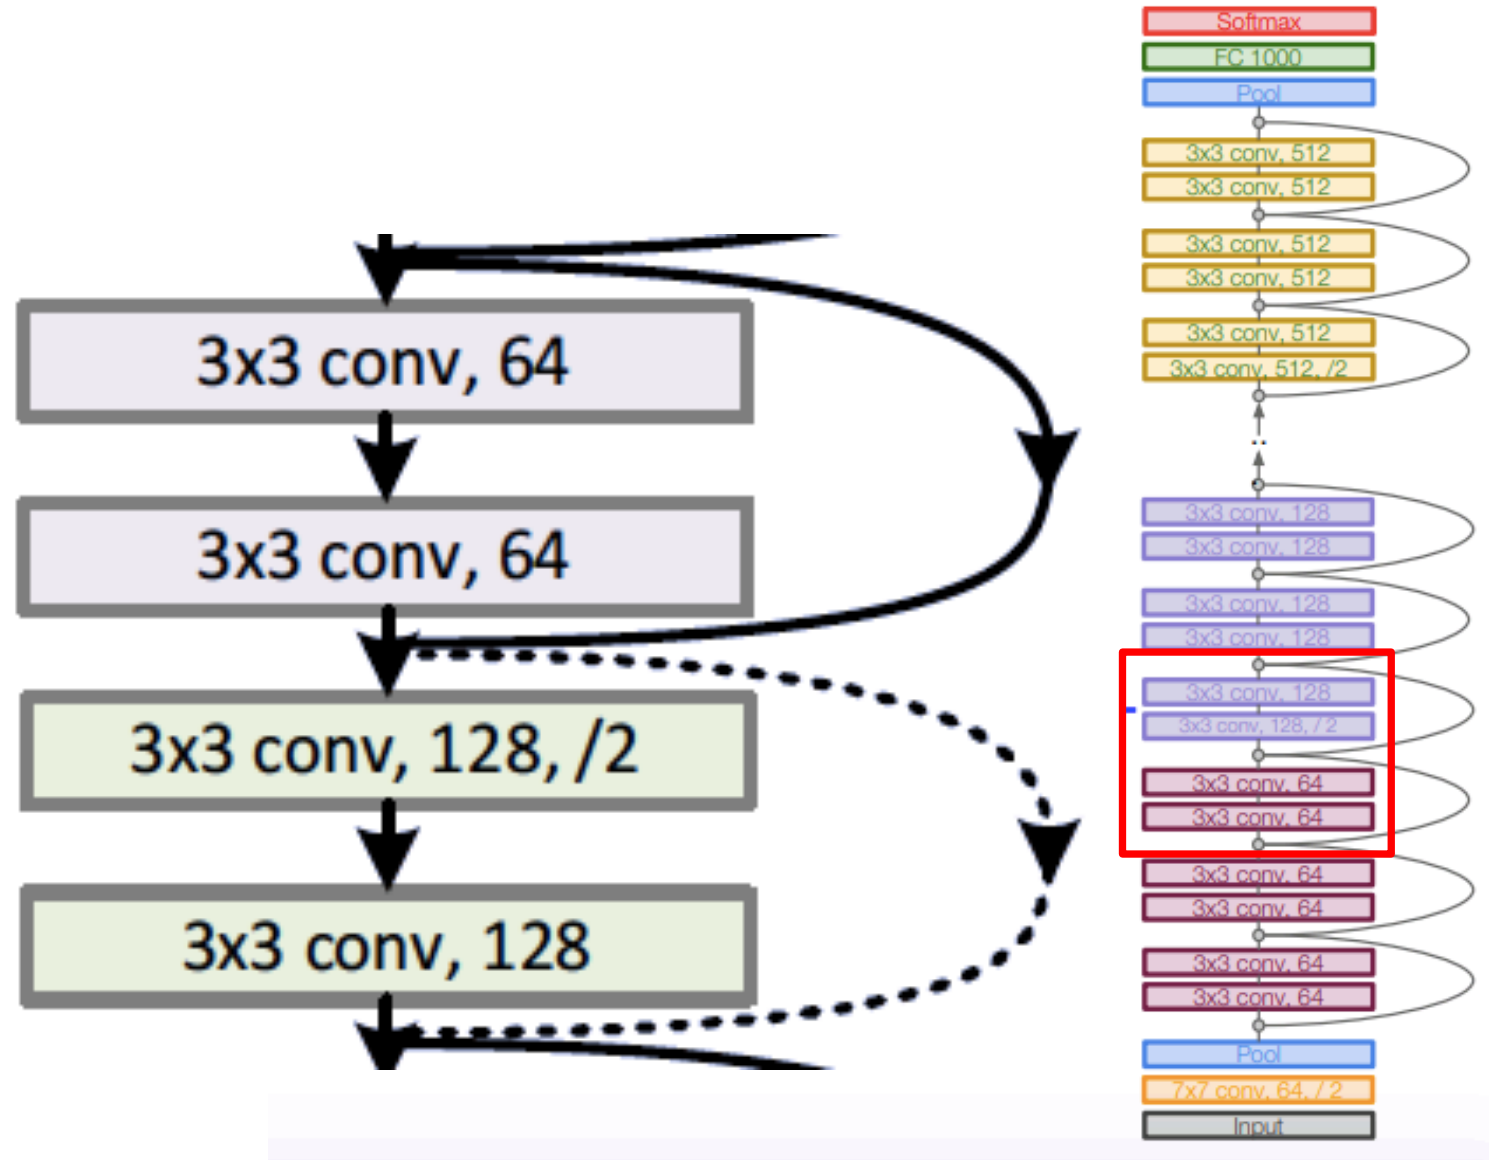 3x3 conv, 64
3x3 conv, 64
3x3 conv, 128, /2
3x3 conv, 128
Softmax
FC 1000
Pool
3x3 conv, 512
3x3 conv, 512
3x3 conv, 512
3x3 conv, 512
3x3 conv, 512
3x3 conv, 512, /2
..
3x3 conv, 128
3x3 conv, 128
3x3 conv, 128
3x3 conv, 128
3x3 conv, 128
3x3 conv, 128, / 2
3x3 conv, 64
3x3 conv, 64
3x3 conv, 64
3x3 conv, 64
3x3 conv, 64
3x3 conv, 64
Pool
7x7 conv, 64, / 2
Input